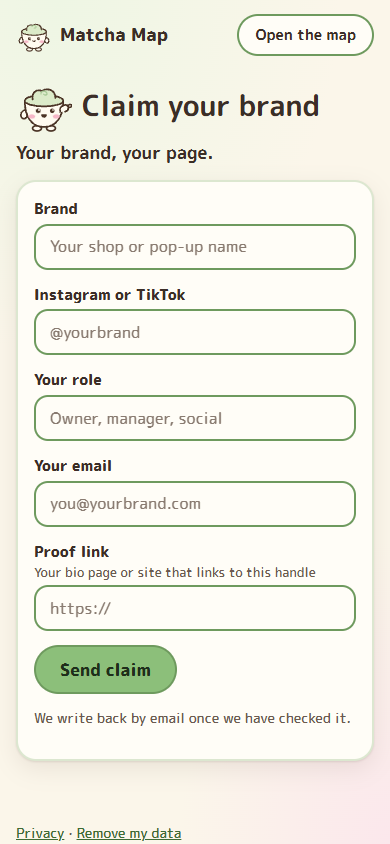 Matcha Map
Open the map
Claim your brand
Your brand, your page.
Brand
Your shop or pop-up name
Instagram or TikTok
@yourbrand
Your role
Owner, manager, social
Your email
you@yourbrand.com
Proof link
Your bio page or site that links to this handle
https://
Send claim
We write back by email once we have checked it.
Privacy · Remove my data